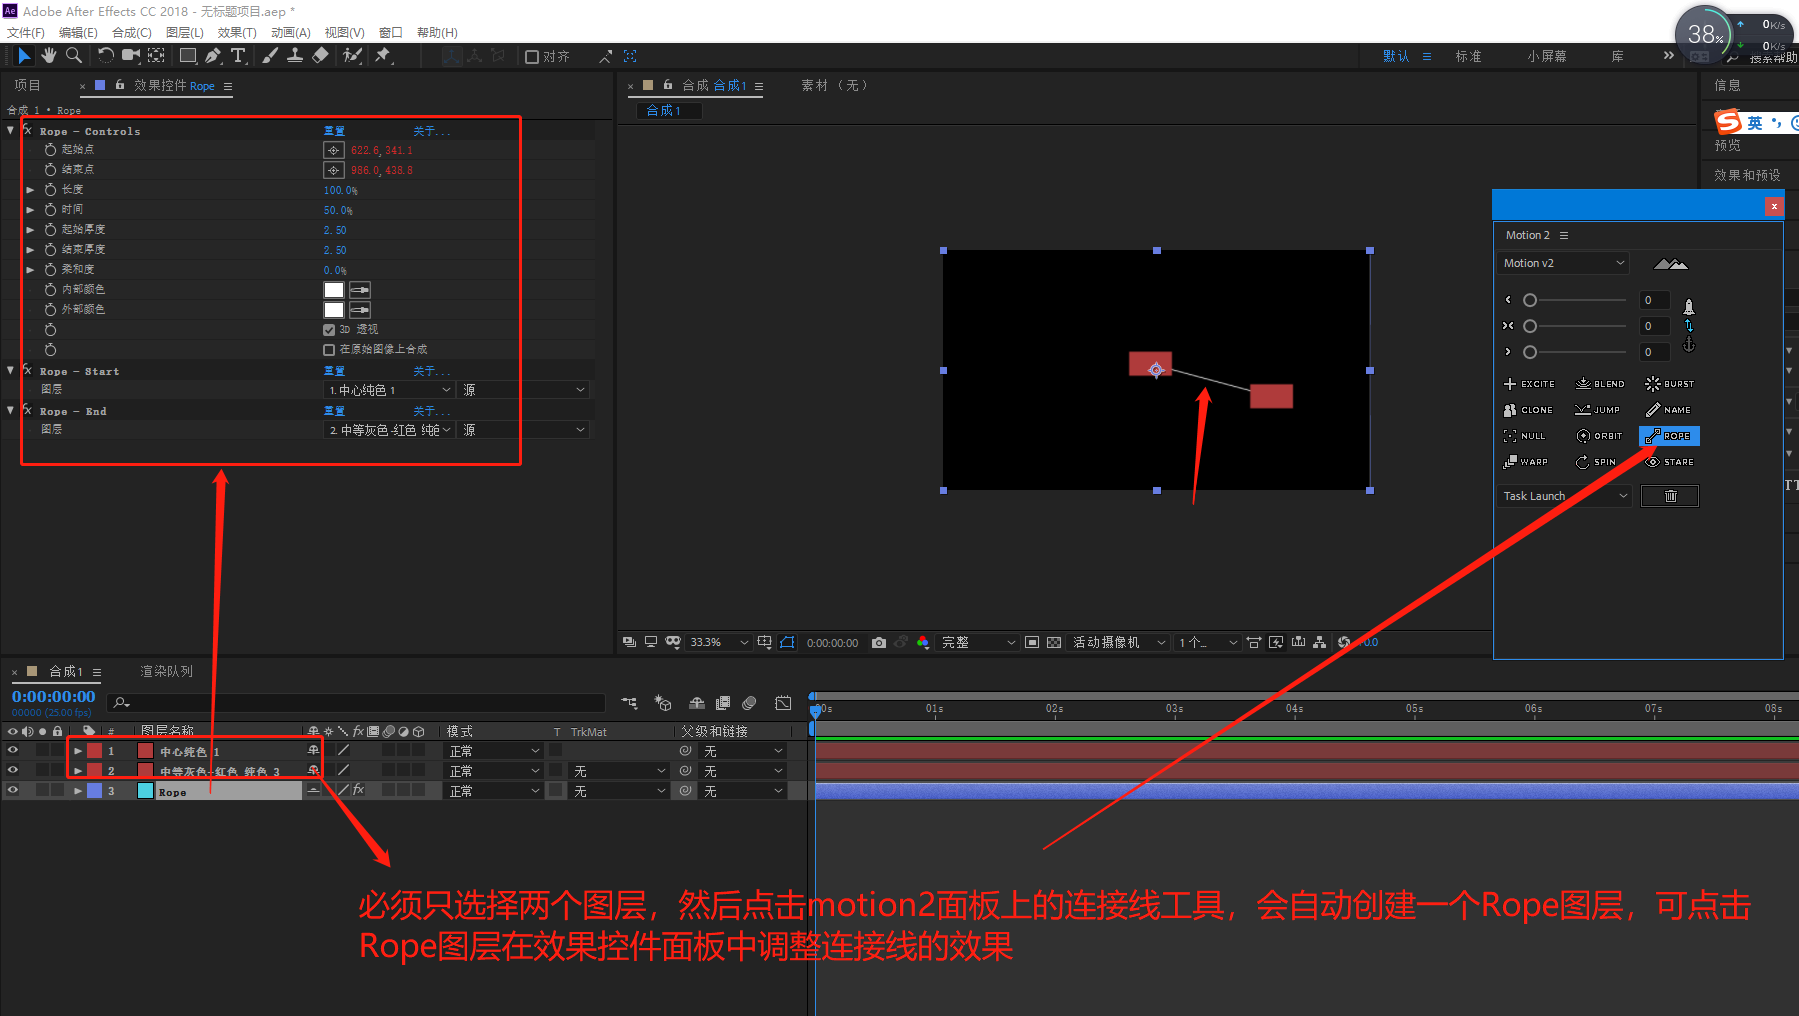 Adobe After Effects CC 2018 - 无标题项目.aep *
文件(F) 编辑(E) 合成(C) 图层(L) 效果(T) 动画(A) 视图(V) 窗口 帮助(H)
38%
0K/s
0K/s
对齐
默认 标准 小屏幕 库
搜索帮助
项目 效果控件 Rope
合成 1 • Rope
Rope - Controls 重置 关于...
起始点 622.6, 341.1
结束点 986.0, 438.8
长度 100.0%
时间 50.0%
起始厚度 2.50
结束厚度 2.50
柔和度 0.0%
内部颜色
外部颜色
3D 透视
在原始图像上合成
Rope - Start 重置 关于...
图层 1. 中心纯色 1 源
Rope - End 重置 关于...
图层 2. 中等灰色-红色 纯色 源
合成 合成1 素材 (无)
合成1
信息
英
预览
效果和预设
Motion 2
Motion v2
0
0
0
EXCITE BLEND BURST
CLONE JUMP NAME
NULL ORBIT ROPE
WARP SPIN STARE
Task Launch
33.3% 0:00:00:00 完整 活动摄像机 1个... +0.0
合成1 渲染队列
0:00:00:00
00000 (25.00 fps)
# 图层名称 模式 T TrkMat 父级和链接
1 中心纯色 1 正常 无
2 中等灰色-红色 纯色 3 正常 无 无
3 Rope 正常 无 无
00s 01s 02s 03s 04s 05s 06s 07s 08s
必须只选择两个图层，然后点击motion2面板上的连接线工具，会自动创建一个Rope图层，可点击
Rope图层在效果控件面板中调整连接线的效果